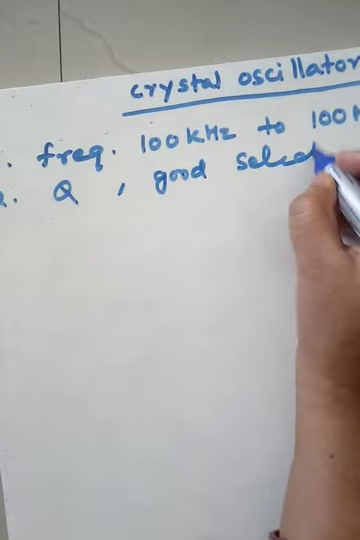 crystal oscillator
. freq. 100kHz to 100
. Q , good